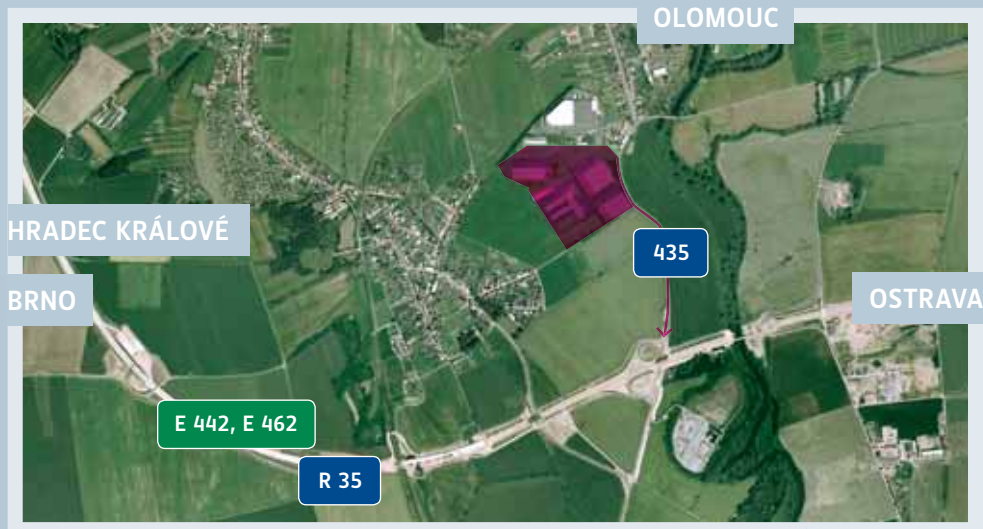 OLOMOUC
HRADEC KRÁLOVÉ
435
BRNO
OSTRAVA
E 442, E 462
R 35